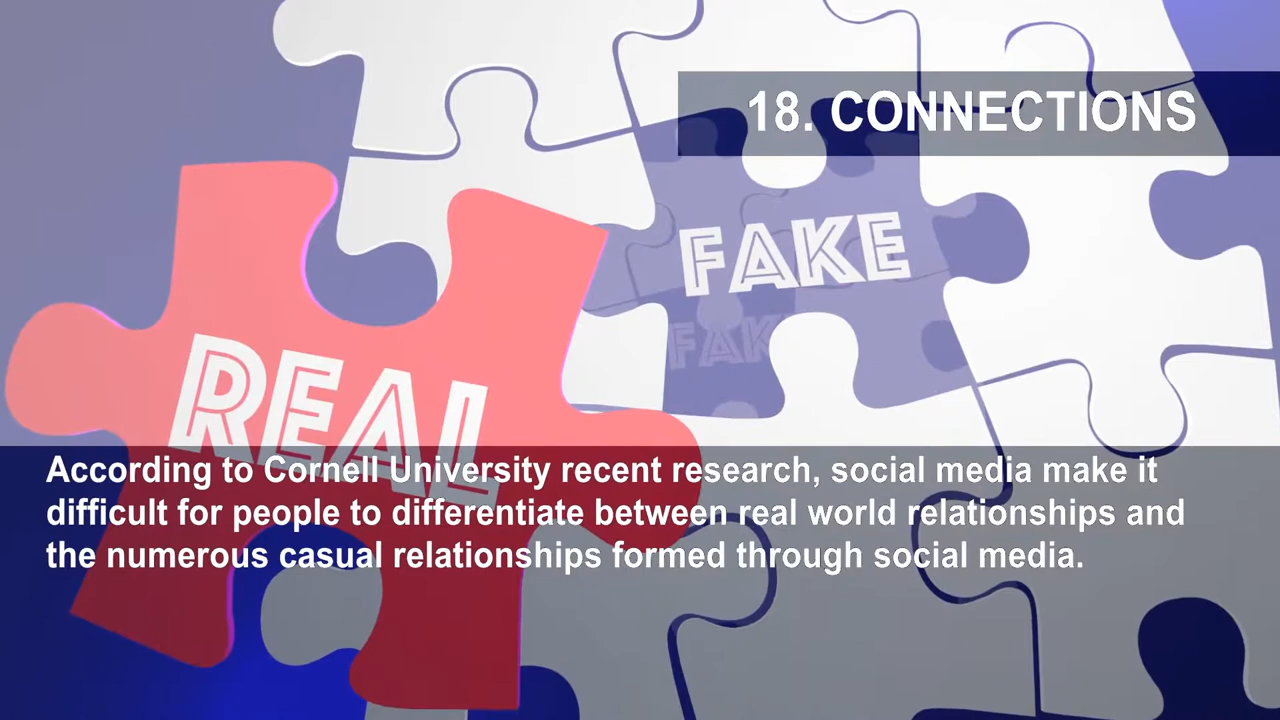 18. CONNECTIONS
FAKE
FAK
REAL
According to Cornell University recent research, social media make it
difficult for people to differentiate between real world relationships and
the numerous casual relationships formed through social media.